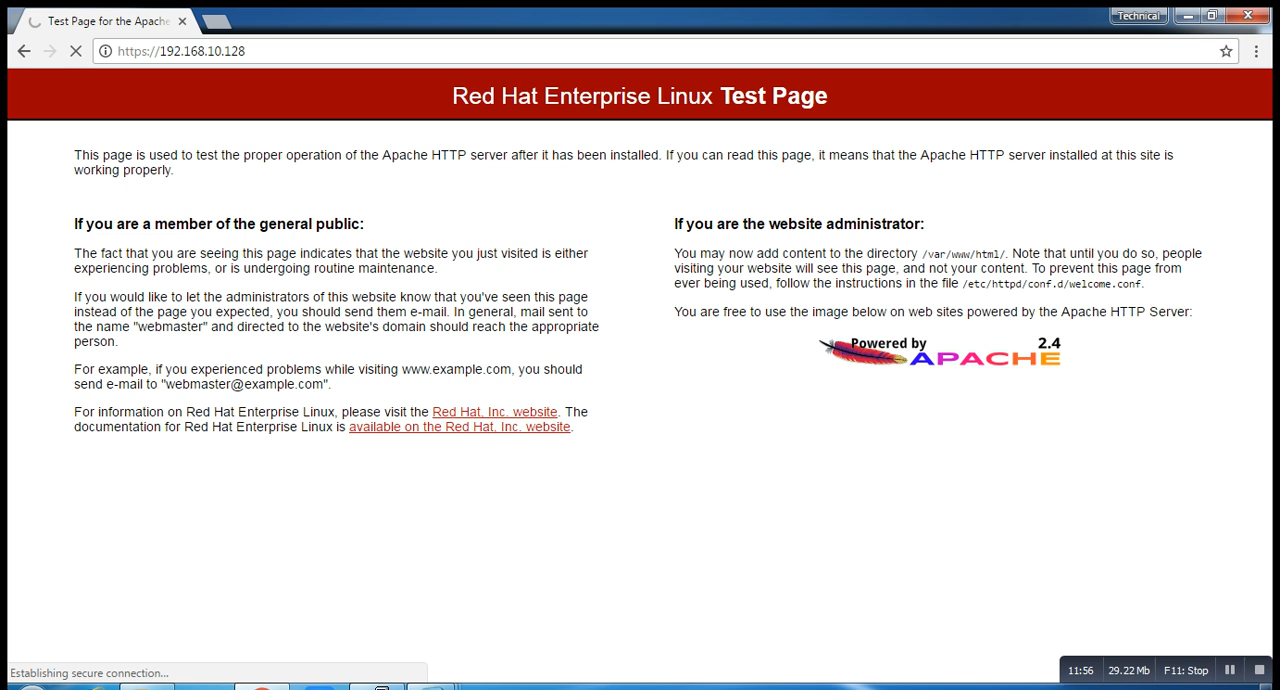 Test Page for the Apache
Technical
https://192.168.10.128
Red Hat Enterprise Linux Test Page
This page is used to test the proper operation of the Apache HTTP server after it has been installed. If you can read this page, it means that the Apache HTTP server installed at this site is
working properly.
If you are a member of the general public:
The fact that you are seeing this page indicates that the website you just visited is either
experiencing problems, or is undergoing routine maintenance.
If you would like to let the administrators of this website know that you've seen this page
instead of the page you expected, you should send them e-mail. In general, mail sent to
the name "webmaster" and directed to the website's domain should reach the appropriate
person.
For example, if you experienced problems while visiting www.example.com, you should
send e-mail to "webmaster@example.com".
For information on Red Hat Enterprise Linux, please visit the Red Hat, Inc. website. The
documentation for Red Hat Enterprise Linux is available on the Red Hat, Inc. website.
If you are the website administrator:
You may now add content to the directory /var/www/html/. Note that until you do so, people
visiting your website will see this page, and not your content. To prevent this page from
ever being used, follow the instructions in the file /etc/httpd/conf.d/welcome.conf.
You are free to use the image below on web sites powered by the Apache HTTP Server:
Powered by 2.4
APACHE
Establishing secure connection...
11:56 29.22 Mb F11: Stop